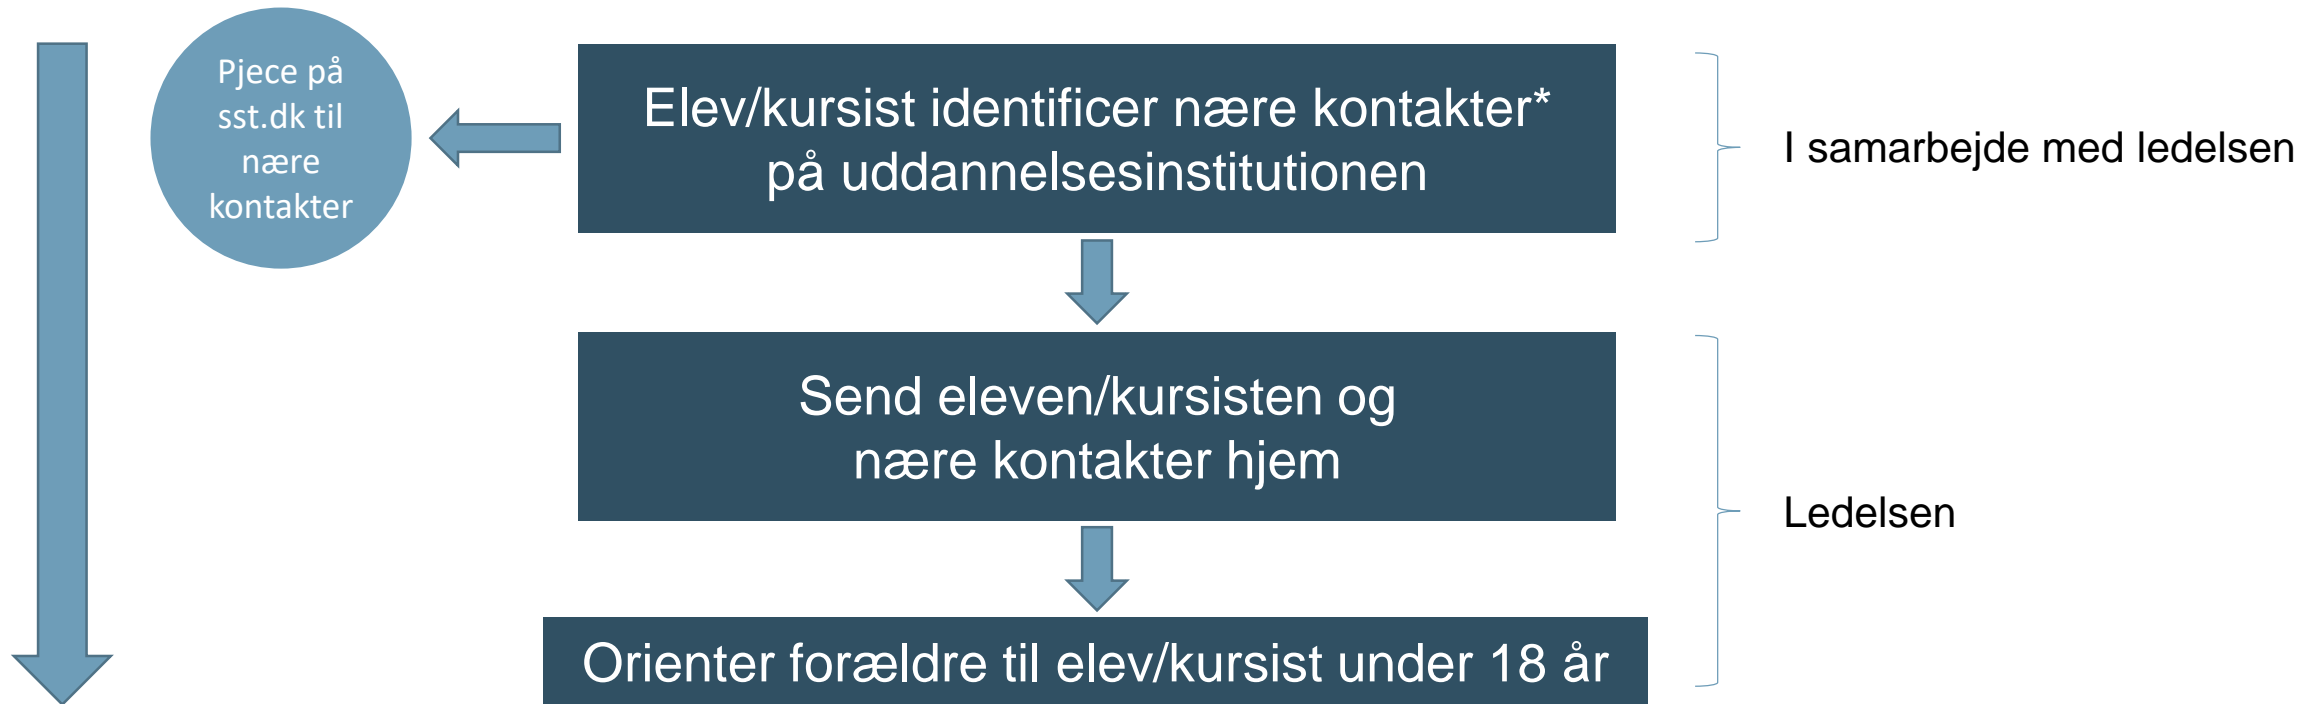 Pjece på
sst.dk til
nære
kontakter
Elev/kursist identificer nære kontakter*
på uddannelsesinstitutionen
I samarbejde med ledelsen
Send eleven/kursisten og
nære kontakter hjem
Ledelsen
Orienter forældre til elev/kursist under 18 år